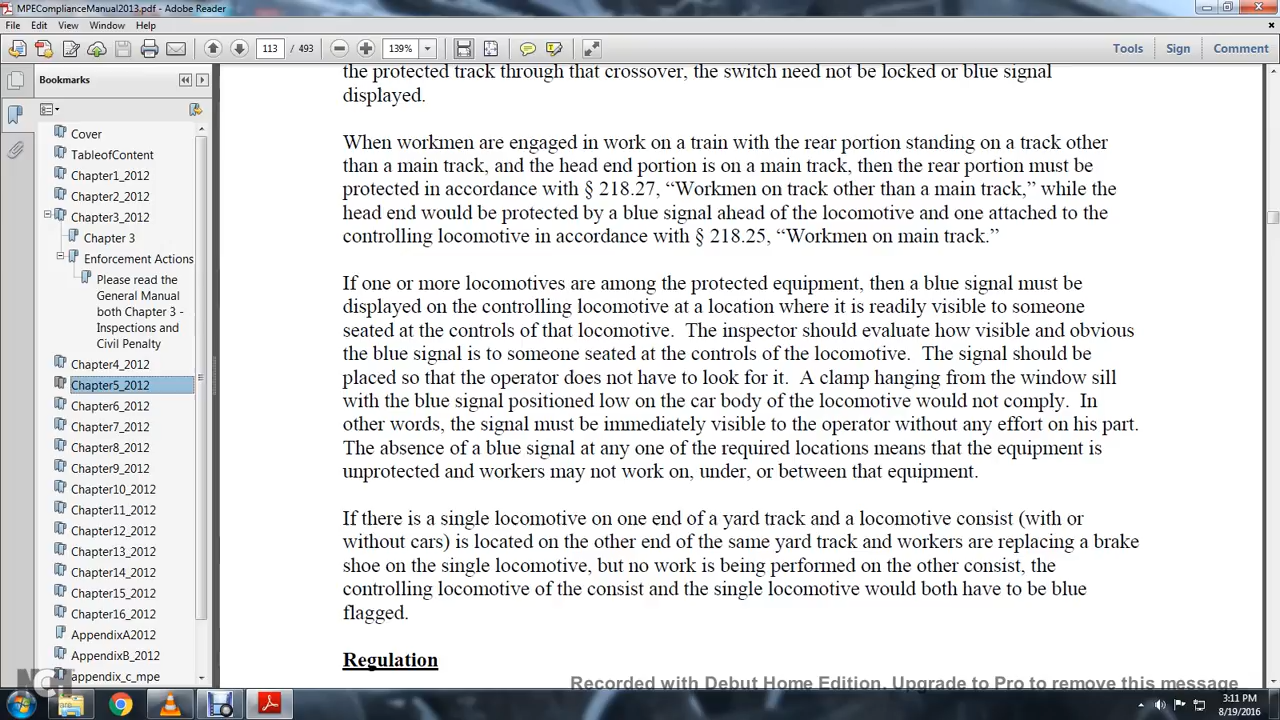 MPEComplianceManual2013.pdf - Adobe Reader
File Edit View Window Help
113 / 493 139% Tools Sign Comment
Bookmarks
Cover
TableofContent
Chapter1_2012
Chapter2_2012
Chapter3_2012
Chapter 3
Enforcement Actions
Please read the
General Manual
both Chapter 3 -
Inspections and
Civil Penalty
Chapter4_2012
Chapter5_2012
Chapter6_2012
Chapter7_2012
Chapter8_2012
Chapter9_2012
Chapter10_2012
Chapter11_2012
Chapter12_2012
Chapter13_2012
Chapter14_2012
Chapter15_2012
Chapter16_2012
AppendixA2012
AppendixB_2012
appendix_c_mpe
the protected track through that crossover, the switch need not be locked or blue signal
displayed.
When workmen are engaged in work on a train with the rear portion standing on a track other
than a main track, and the head end portion is on a main track, then the rear portion must be
protected in accordance with § 218.27, “Workmen on track other than a main track,” while the
head end would be protected by a blue signal ahead of the locomotive and one attached to the
controlling locomotive in accordance with § 218.25, “Workmen on main track.”
If one or more locomotives are among the protected equipment, then a blue signal must be
displayed on the controlling locomotive at a location where it is readily visible to someone
seated at the controls of that locomotive. The inspector should evaluate how visible and obvious
the blue signal is to someone seated at the controls of the locomotive. The signal should be
placed so that the operator does not have to look for it. A clamp hanging from the window sill
with the blue signal positioned low on the car body of the locomotive would not comply. In
other words, the signal must be immediately visible to the operator without any effort on his part.
The absence of a blue signal at any one of the required locations means that the equipment is
unprotected and workers may not work on, under, or between that equipment.
If there is a single locomotive on one end of a yard track and a locomotive consist (with or
without cars) is located on the other end of the same yard track and workers are replacing a brake
shoe on the single locomotive, but no work is being performed on the other consist, the
controlling locomotive of the consist and the single locomotive would both have to be blue
flagged.
Regulation
Recorded with Debut Home Edition. Upgrade to Pro to remove this message
3:11 PM
8/19/2016